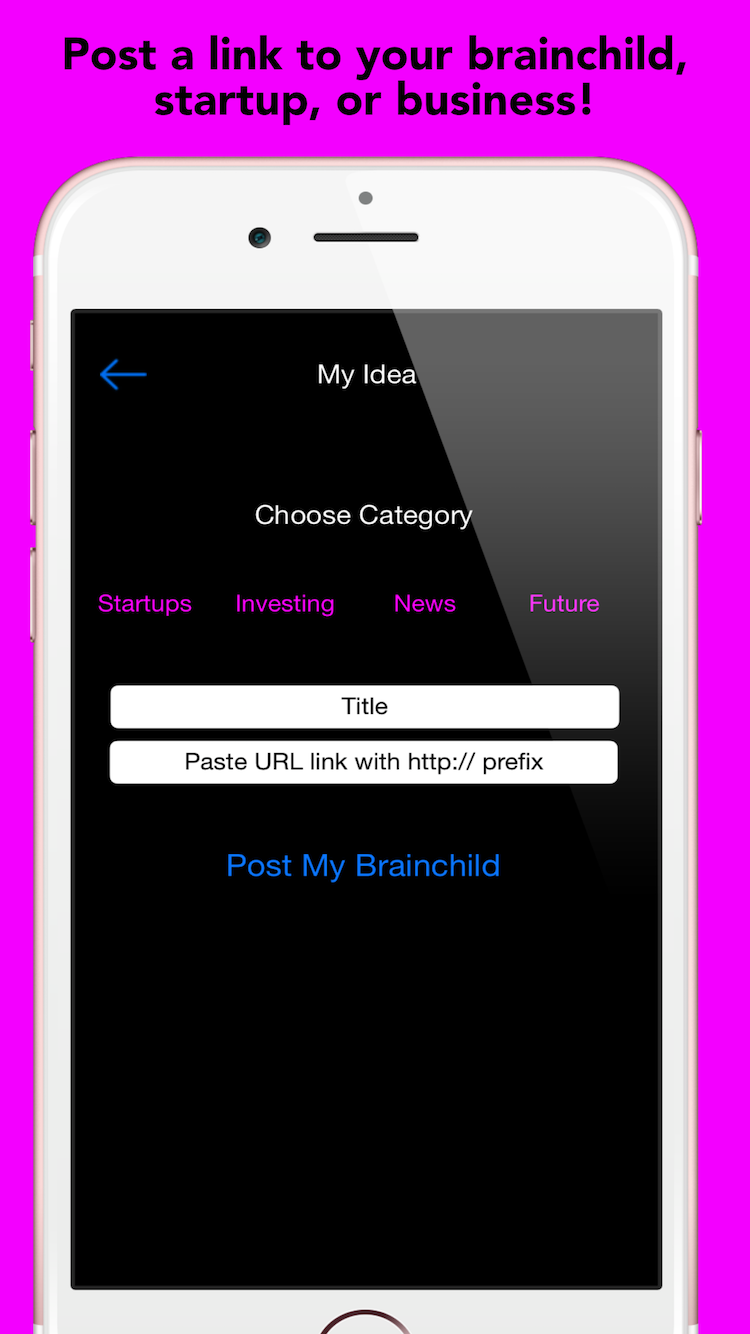 Post a link to your brainchild,
startup, or business!
My Idea
Choose Category
Startups Investing News Future
Title
Paste URL link with http:// prefix
Post My Brainchild